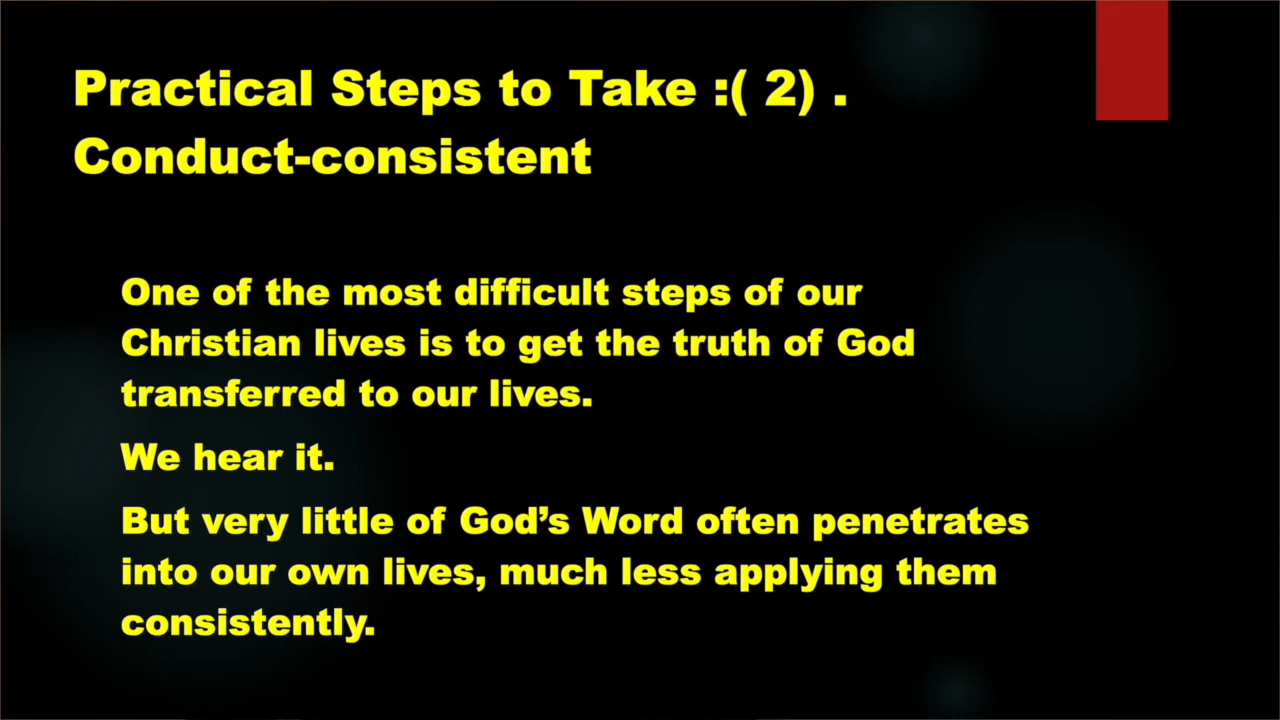 Practical Steps to Take :( 2) .
Conduct-consistent
One of the most difficult steps of our
Christian lives is to get the truth of God
transferred to our lives.
We hear it.
But very little of God’s Word often penetrates
into our own lives, much less applying them
consistently.